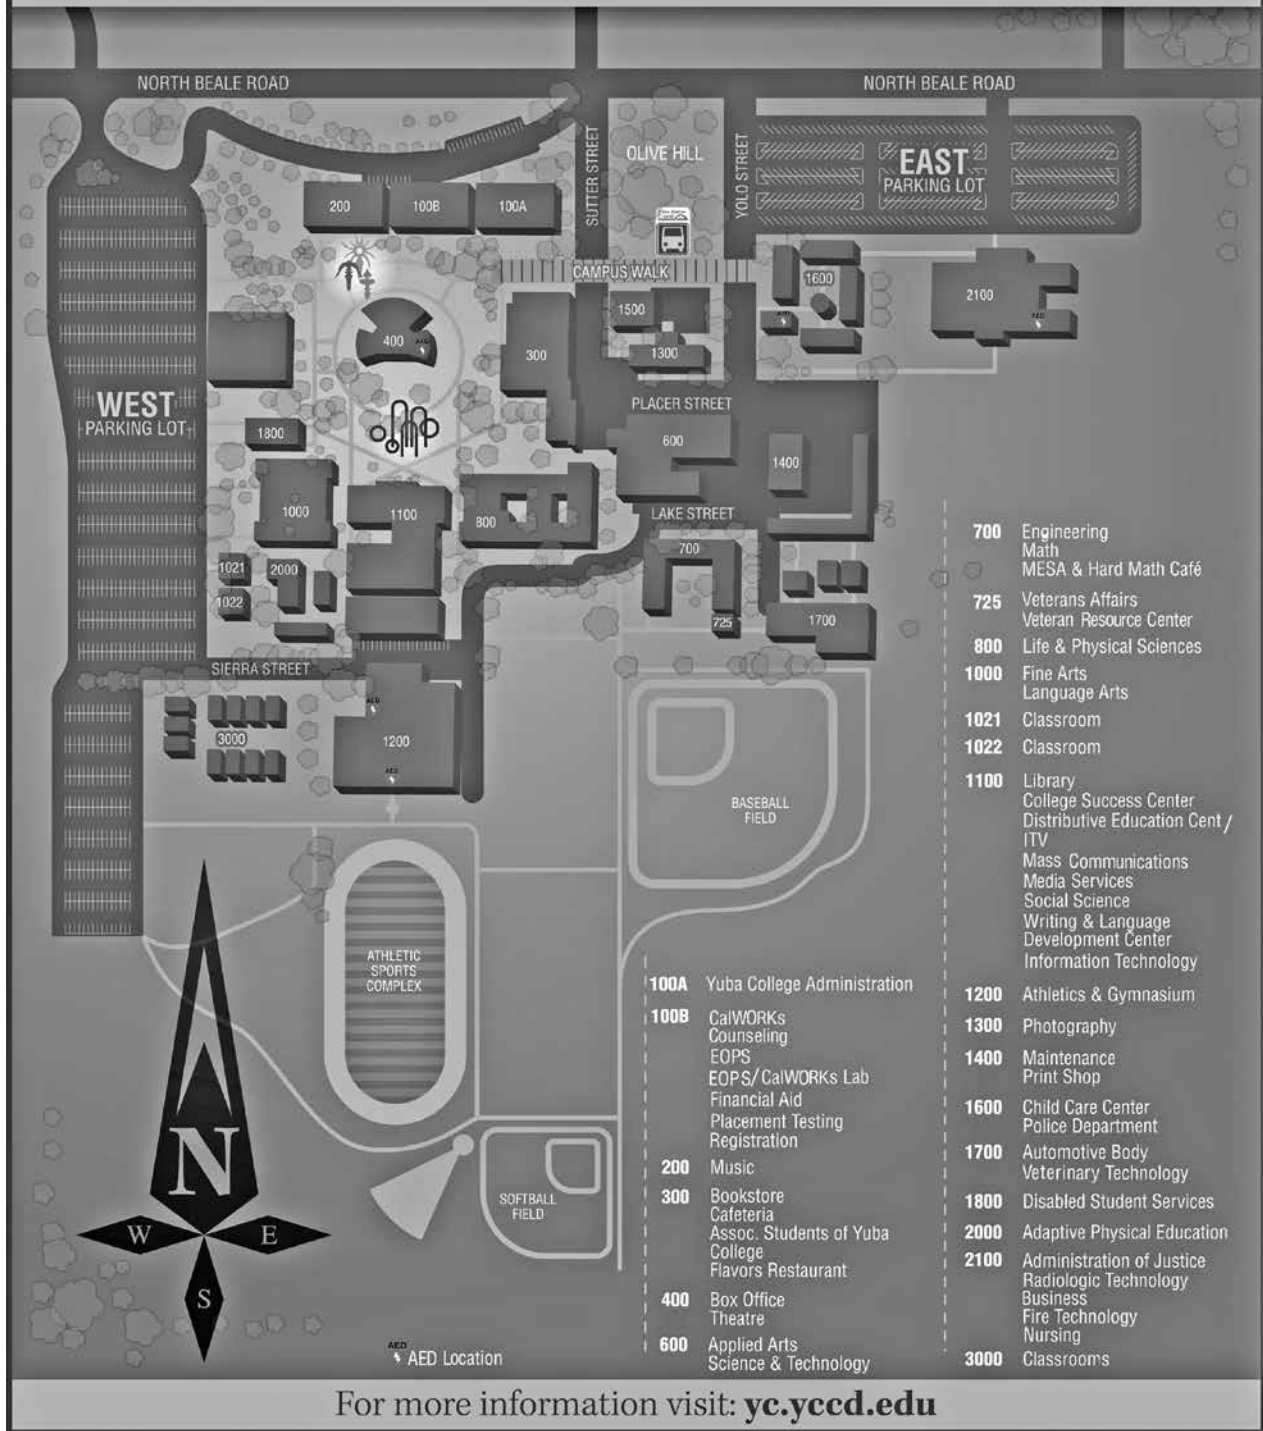 NORTH BEALE ROAD
NORTH BEALE ROAD
SUTTER STREET
OLIVE HILL
YOLO STREET
EAST
PARKING LOT
200
100B
100A
CAMPUS WALK
1600
2100
AED
AED
1500
400
AED
300
1300
WEST
PARKING LOT
PLACER STREET
1800
600
1400
1000
1100
800
LAKE STREET
700
1021
2000
1022
725
1700
SIERRA STREET
AED
3000
1200
AED
BASEBALL
FIELD
ATHLETIC
SPORTS
COMPLEX
SOFTBALL
FIELD
N
W
E
S
AED
AED Location
100A Yuba College Administration
100B CalWORKs
Counseling
EOPS
EOPS/CalWORKs Lab
Financial Aid
Placement Testing
Registration
200 Music
300 Bookstore
Cafeteria
Assoc. Students of Yuba
College
Flavors Restaurant
400 Box Office
Theatre
600 Applied Arts
Science & Technology
700 Engineering
Math
MESA & Hard Math Café
725 Veterans Affairs
Veteran Resource Center
800 Life & Physical Sciences
1000 Fine Arts
Language Arts
1021 Classroom
1022 Classroom
1100 Library
College Success Center
Distributive Education Cent/
ITV
Mass Communications
Media Services
Social Science
Writing & Language
Development Center
Information Technology
1200 Athletics & Gymnasium
1300 Photography
1400 Maintenance
Print Shop
1600 Child Care Center
Police Department
1700 Automotive Body
Veterinary Technology
1800 Disabled Student Services
2000 Adaptive Physical Education
2100 Administration of Justice
Radiologic Technology
Business
Fire Technology
Nursing
3000 Classrooms
For more information visit: yc.yccd.edu